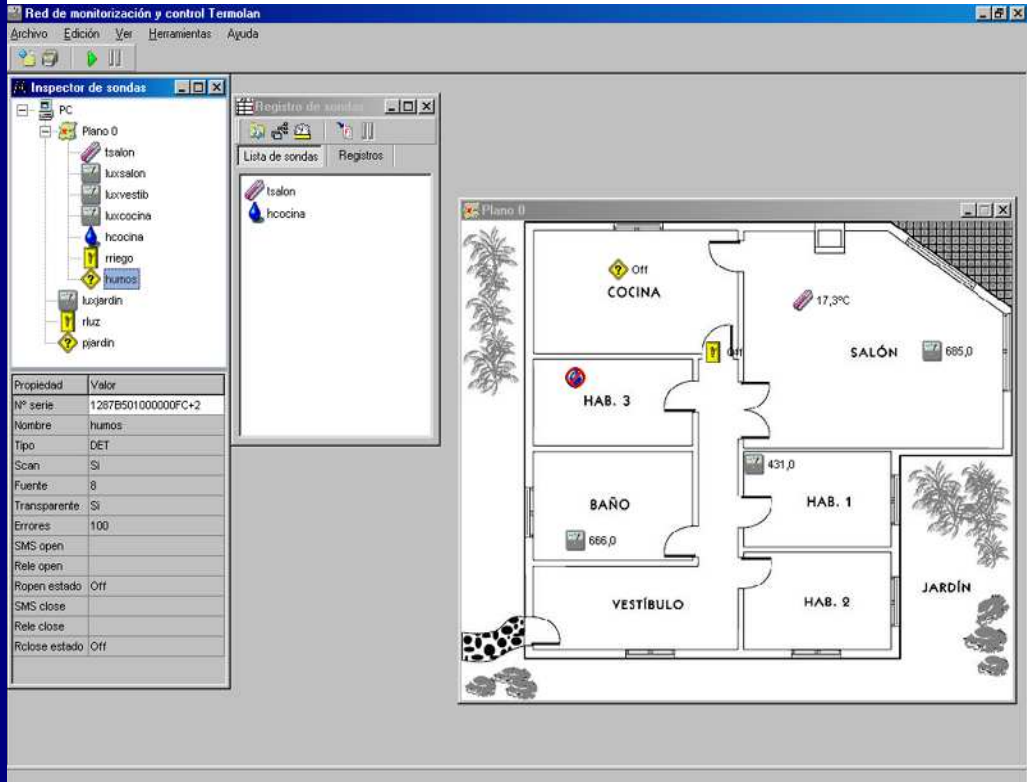 Red de monitorización y control Termolan
Archivo Edición Ver Herramientas Ayuda
Inspector de sondas
PC
Plano 0
tsalon
luxsalon
luxvestib
luxcocina
hcocina
rriego
humos
luxjardin
rluz
pjardin
Propiedad Valor
Nº serie 1287B501000000FC+2
Nombre humos
Tipo DET
Scan Si
Fuente 8
Transparente Si
Errores 100
SMS open
Rele open
Ropen estado Off
SMS close
Rele close
Rclose estado Off
Registro de sondas
Lista de sondas Registros
tsalon
hcocina
Plano 0
Off
COCINA
17,3ºC
Off
SALÓN
685,0
HAB. 3
431,0
HAB. 1
BAÑO
666,0
JARDÍN
VESTÍBULO
HAB. 2